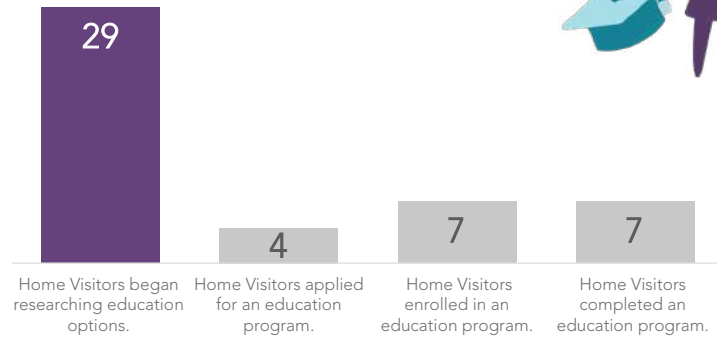 29
4
7
7
Home Visitors began
researching education
options.
Home Visitors applied
for an education
program.
Home Visitors
enrolled in an
education program.
Home Visitors
completed an
education program.